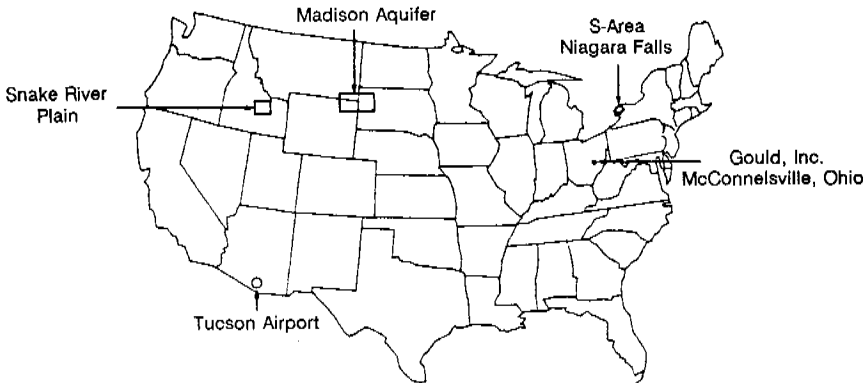 Madison Aquifer
S-Area
Niagara Falls
Snake River
Plain
Gould, Inc.
McConnelsville, Ohio
Tucson Airport